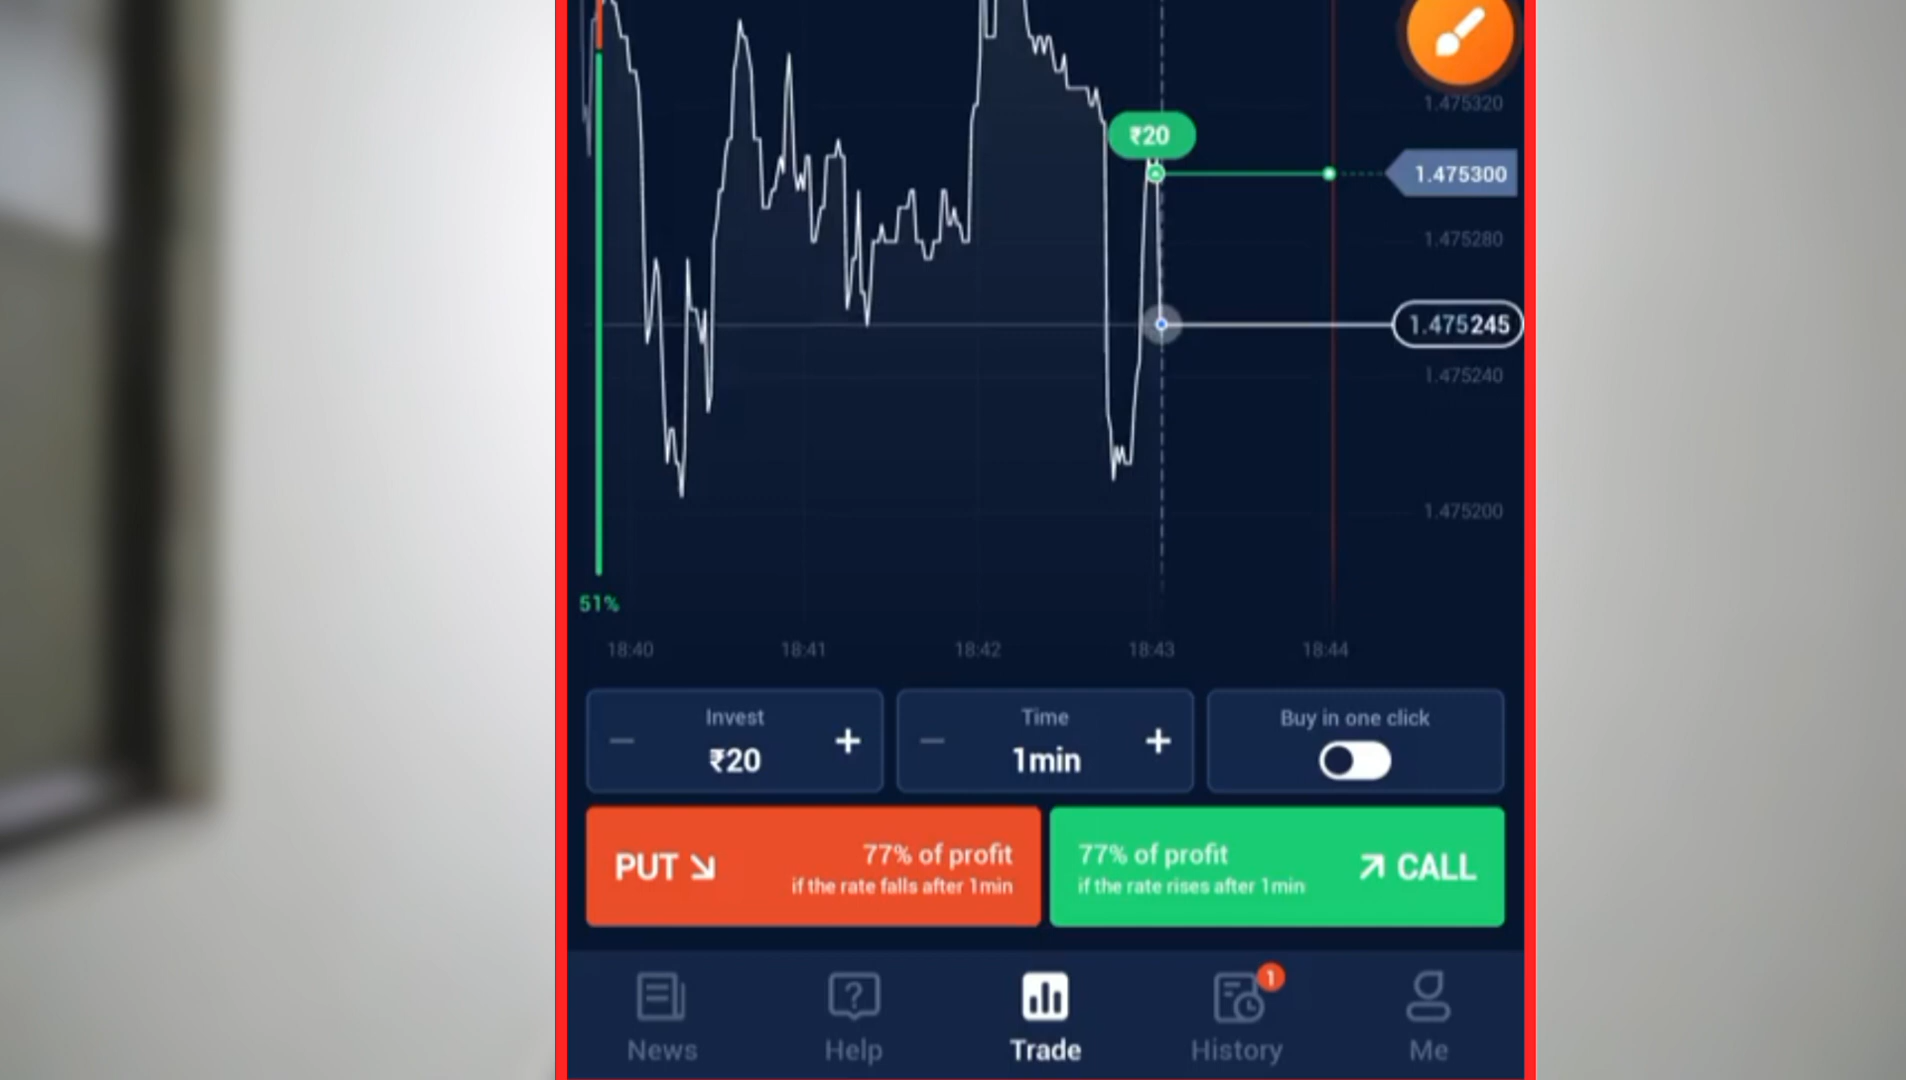 1.475320
₹20
1.475300
1.475280
1.475245
1.475240
1.475200
51%
18:40 18:41 18:42 18:43 18:44
Invest
₹20
Time
1min
Buy in one click
PUT
77% of profit
if the rate falls after 1min
77% of profit
if the rate rises after 1min
CALL
1
News Help Trade History Me